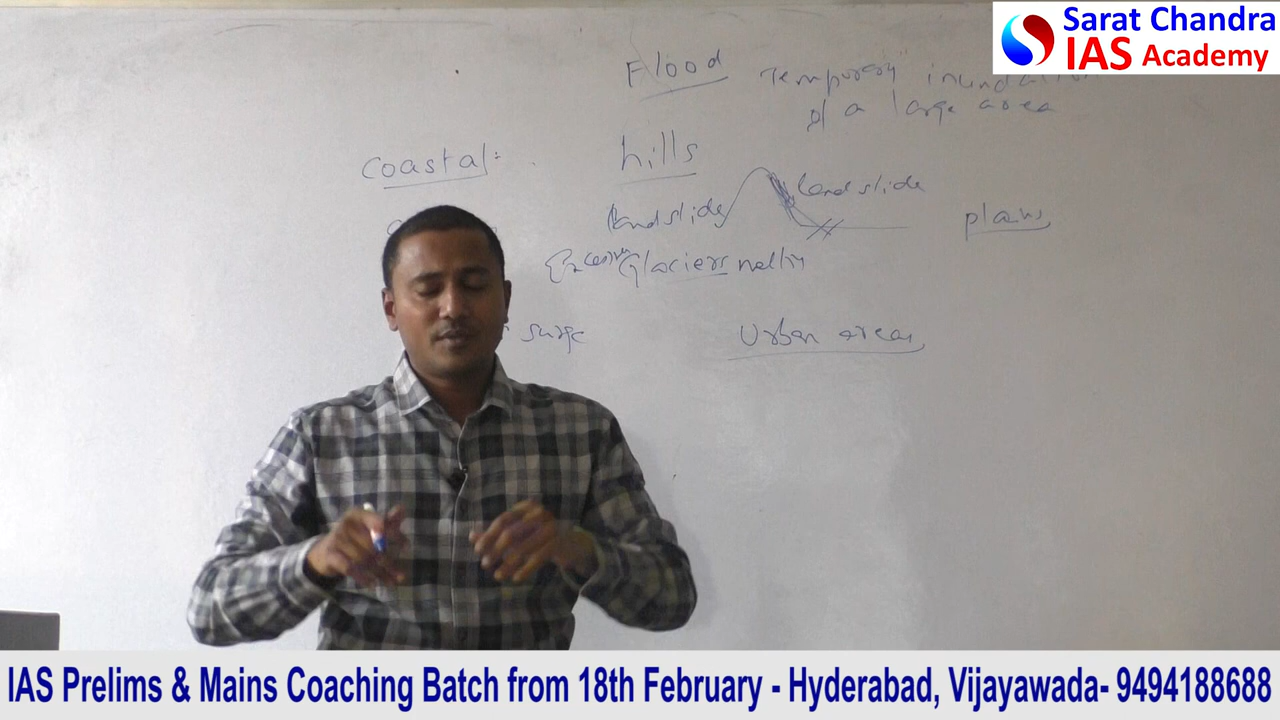 Sarat Chandra
IAS Academy
Flood "Temporary" inundation
of a large area
Coastal:
hills
landslide
landslide
plains
Excessive Glaciers melting
surge
Urban areas
IAS Prelims & Mains Coaching Batch from 18th February - Hyderabad, Vijayawada- 9494188688